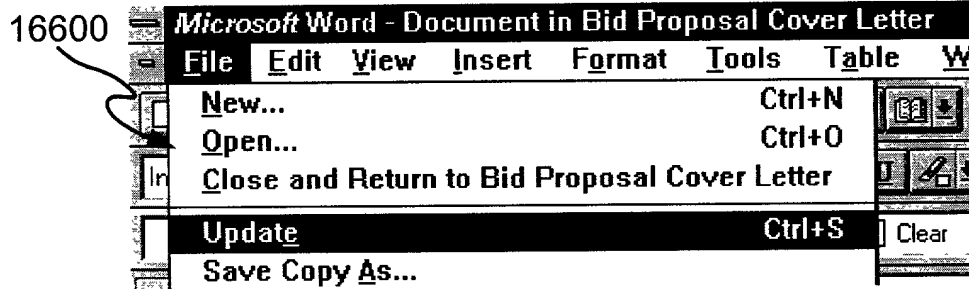 16600
Microsoft Word - Document in Bid Proposal Cover Letter
File Edit View Insert Format Tools Table W
New... Ctrl+N
Open... Ctrl+O
In
Close and Return to Bid Proposal Cover Letter U
Update Ctrl+S Clear
Save Copy As...